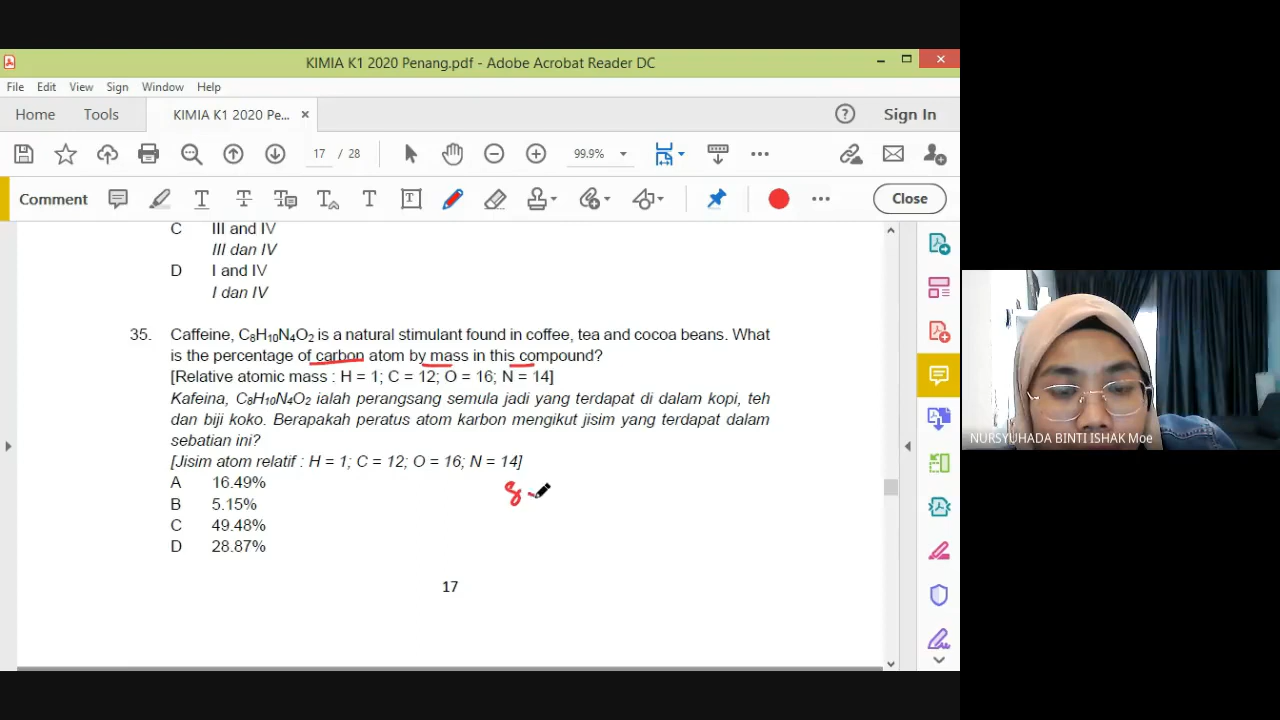 KIMIA K1 2020 Penang.pdf - Adobe Acrobat Reader DC
File Edit View Sign Window Help
Home Tools KIMIA K1 2020 Pe... × Sign In
17 / 28 99.9%
Comment Close
C III and IV
III dan IV
D I and IV
I dan IV
35. Caffeine, C₈H₁₀N₄O₂ is a natural stimulant found in coffee, tea and cocoa beans. What
is the percentage of carbon atom by mass in this compound?
[Relative atomic mass : H = 1; C = 12; O = 16; N = 14]
Kafeina, C₈H₁₀N₄O₂ ialah perangsang semula jadi yang terdapat di dalam kopi, teh
dan biji koko. Berapakah peratus atom karbon mengikut jisim yang terdapat dalam
sebatian ini?
[Jisim atom relatif : H = 1; C = 12; O = 16; N = 14]
A 16.49%
B 5.15%
C 49.48%
D 28.87%
8
17
NURSYUHADA BINTI ISHAK Moe